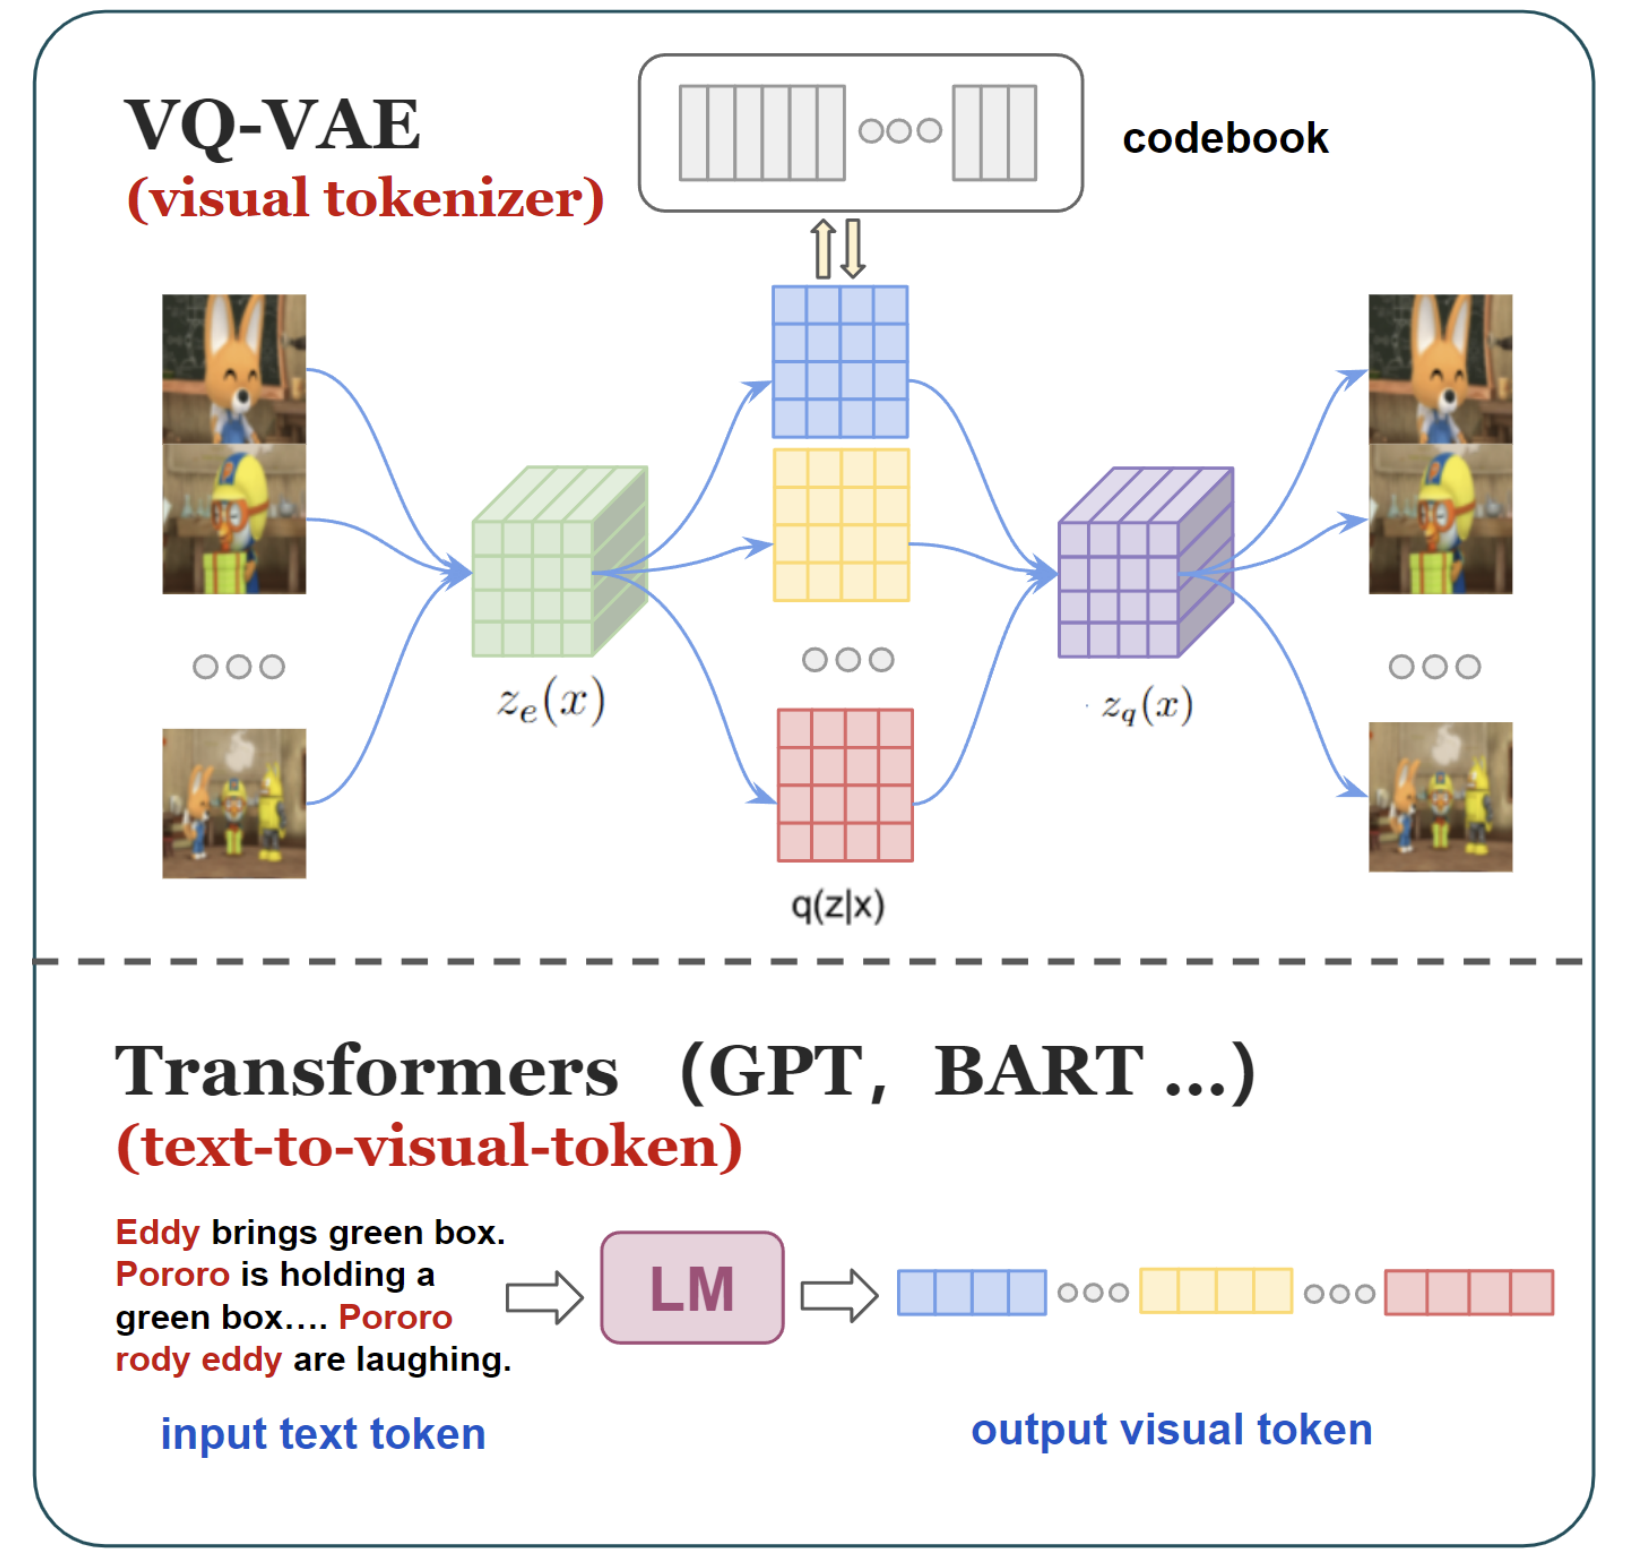 VQ-VAE
(visual tokenizer)
codebook
z_e(x)
z_q(x)
q(z|x)
Transformers (GPT, BART ...)
(text-to-visual-token)
Eddy brings green box.
Pororo is holding a
green box.... Pororo
rody eddy are laughing.
LM
input text token
output visual token